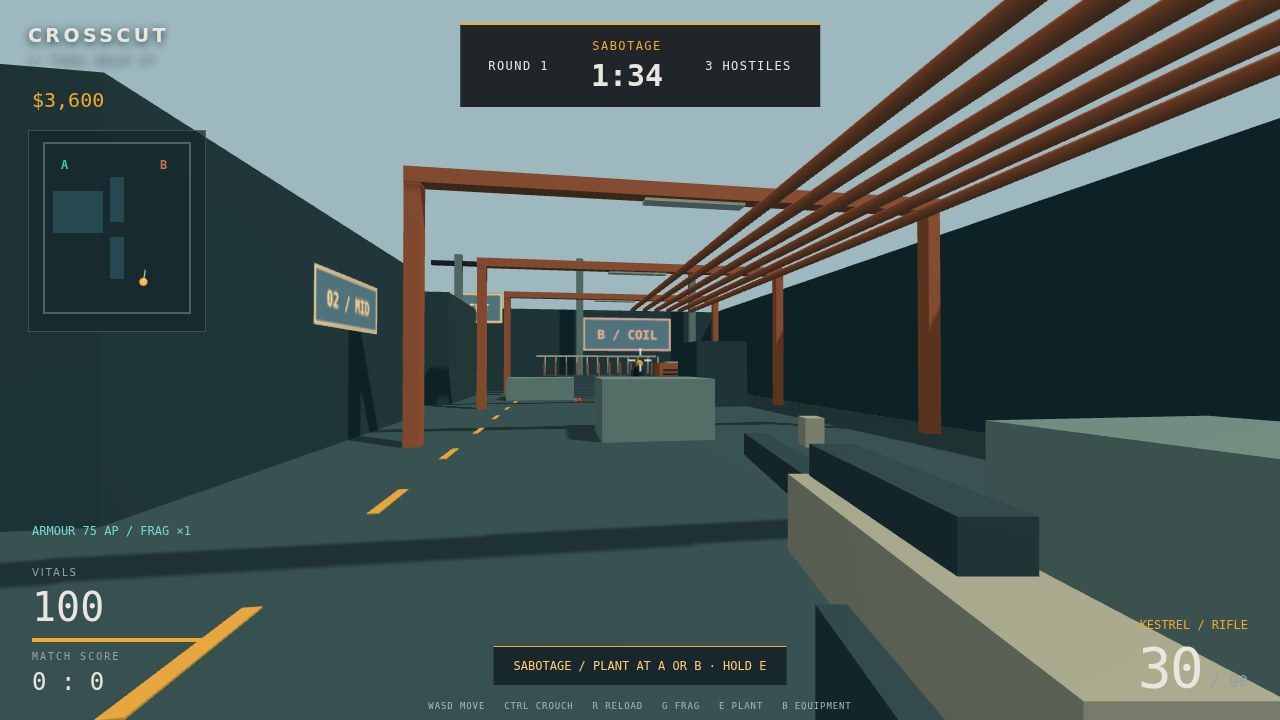 CROSSCUT
$3,600
A B
SABOTAGE
ROUND 1
1:34
3 HOSTILES
02 / MID
B / COIL
ARMOUR 75 AP / FRAG ×1
VITALS
100
MATCH SCORE
0 : 0
SABOTAGE / PLANT AT A OR B · HOLD E
WASD MOVE CTRL CROUCH R RELOAD G FRAG E PLANT B EQUIPMENT
KESTREL / RIFLE
30 / 90